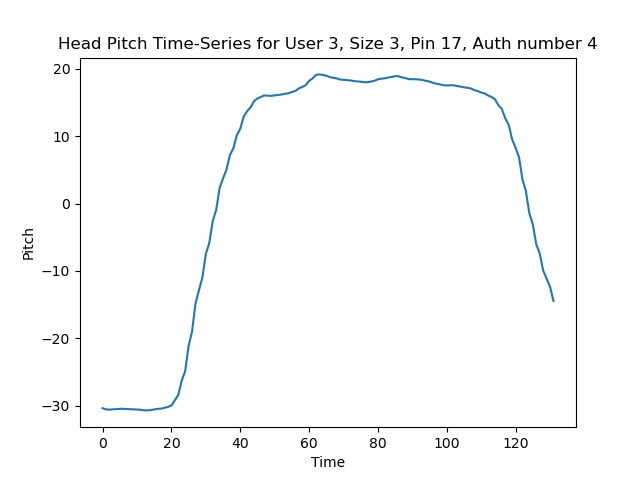 Head Pitch Time-Series for User 3, Size 3, Pin 17, Auth number 4
20
10
0
−10
−20
−30
Pitch
0 20 40 60 80 100 120
Time